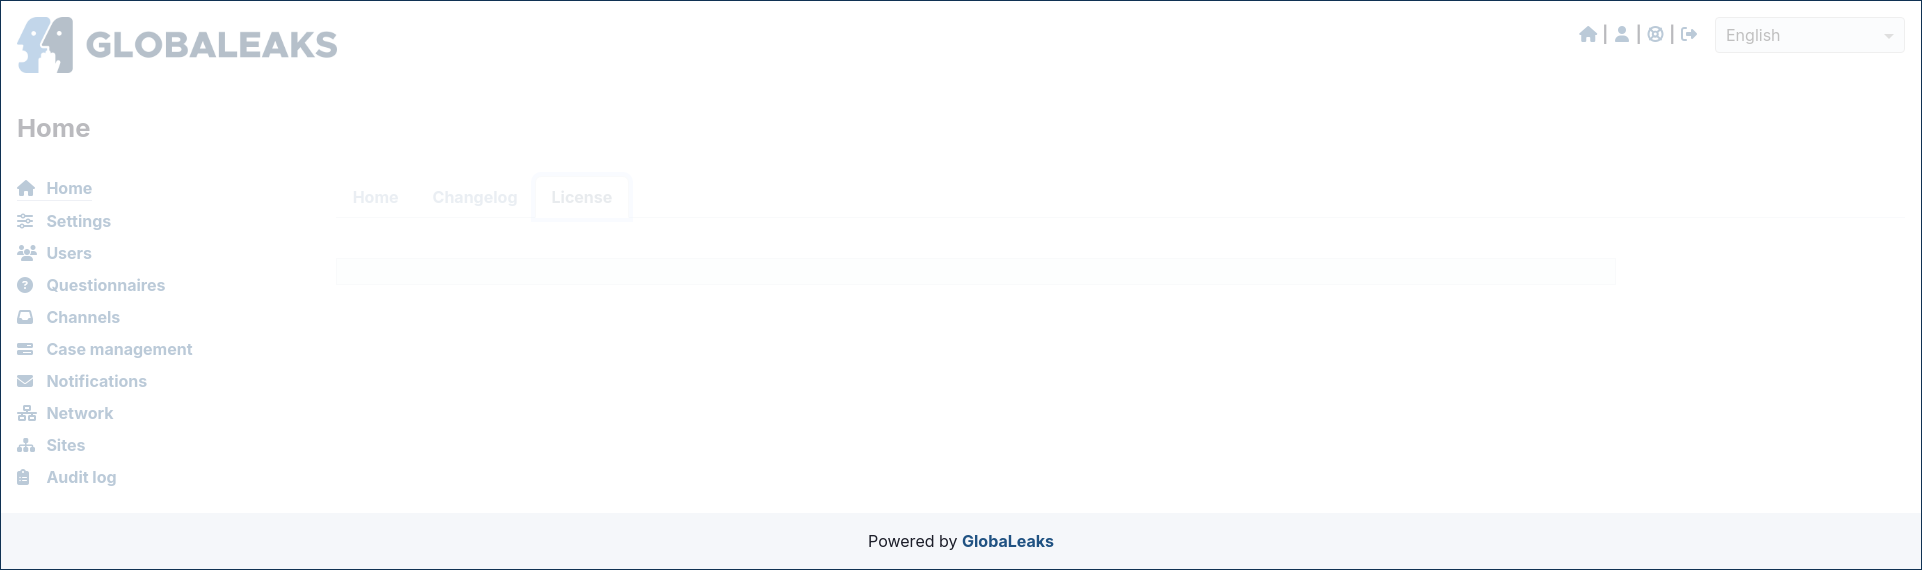 GLOBALEAKS
English
Home
Home
Settings
Users
Questionnaires
Channels
Case management
Notifications
Network
Sites
Audit log
Home Changelog License
Powered by GlobaLeaks